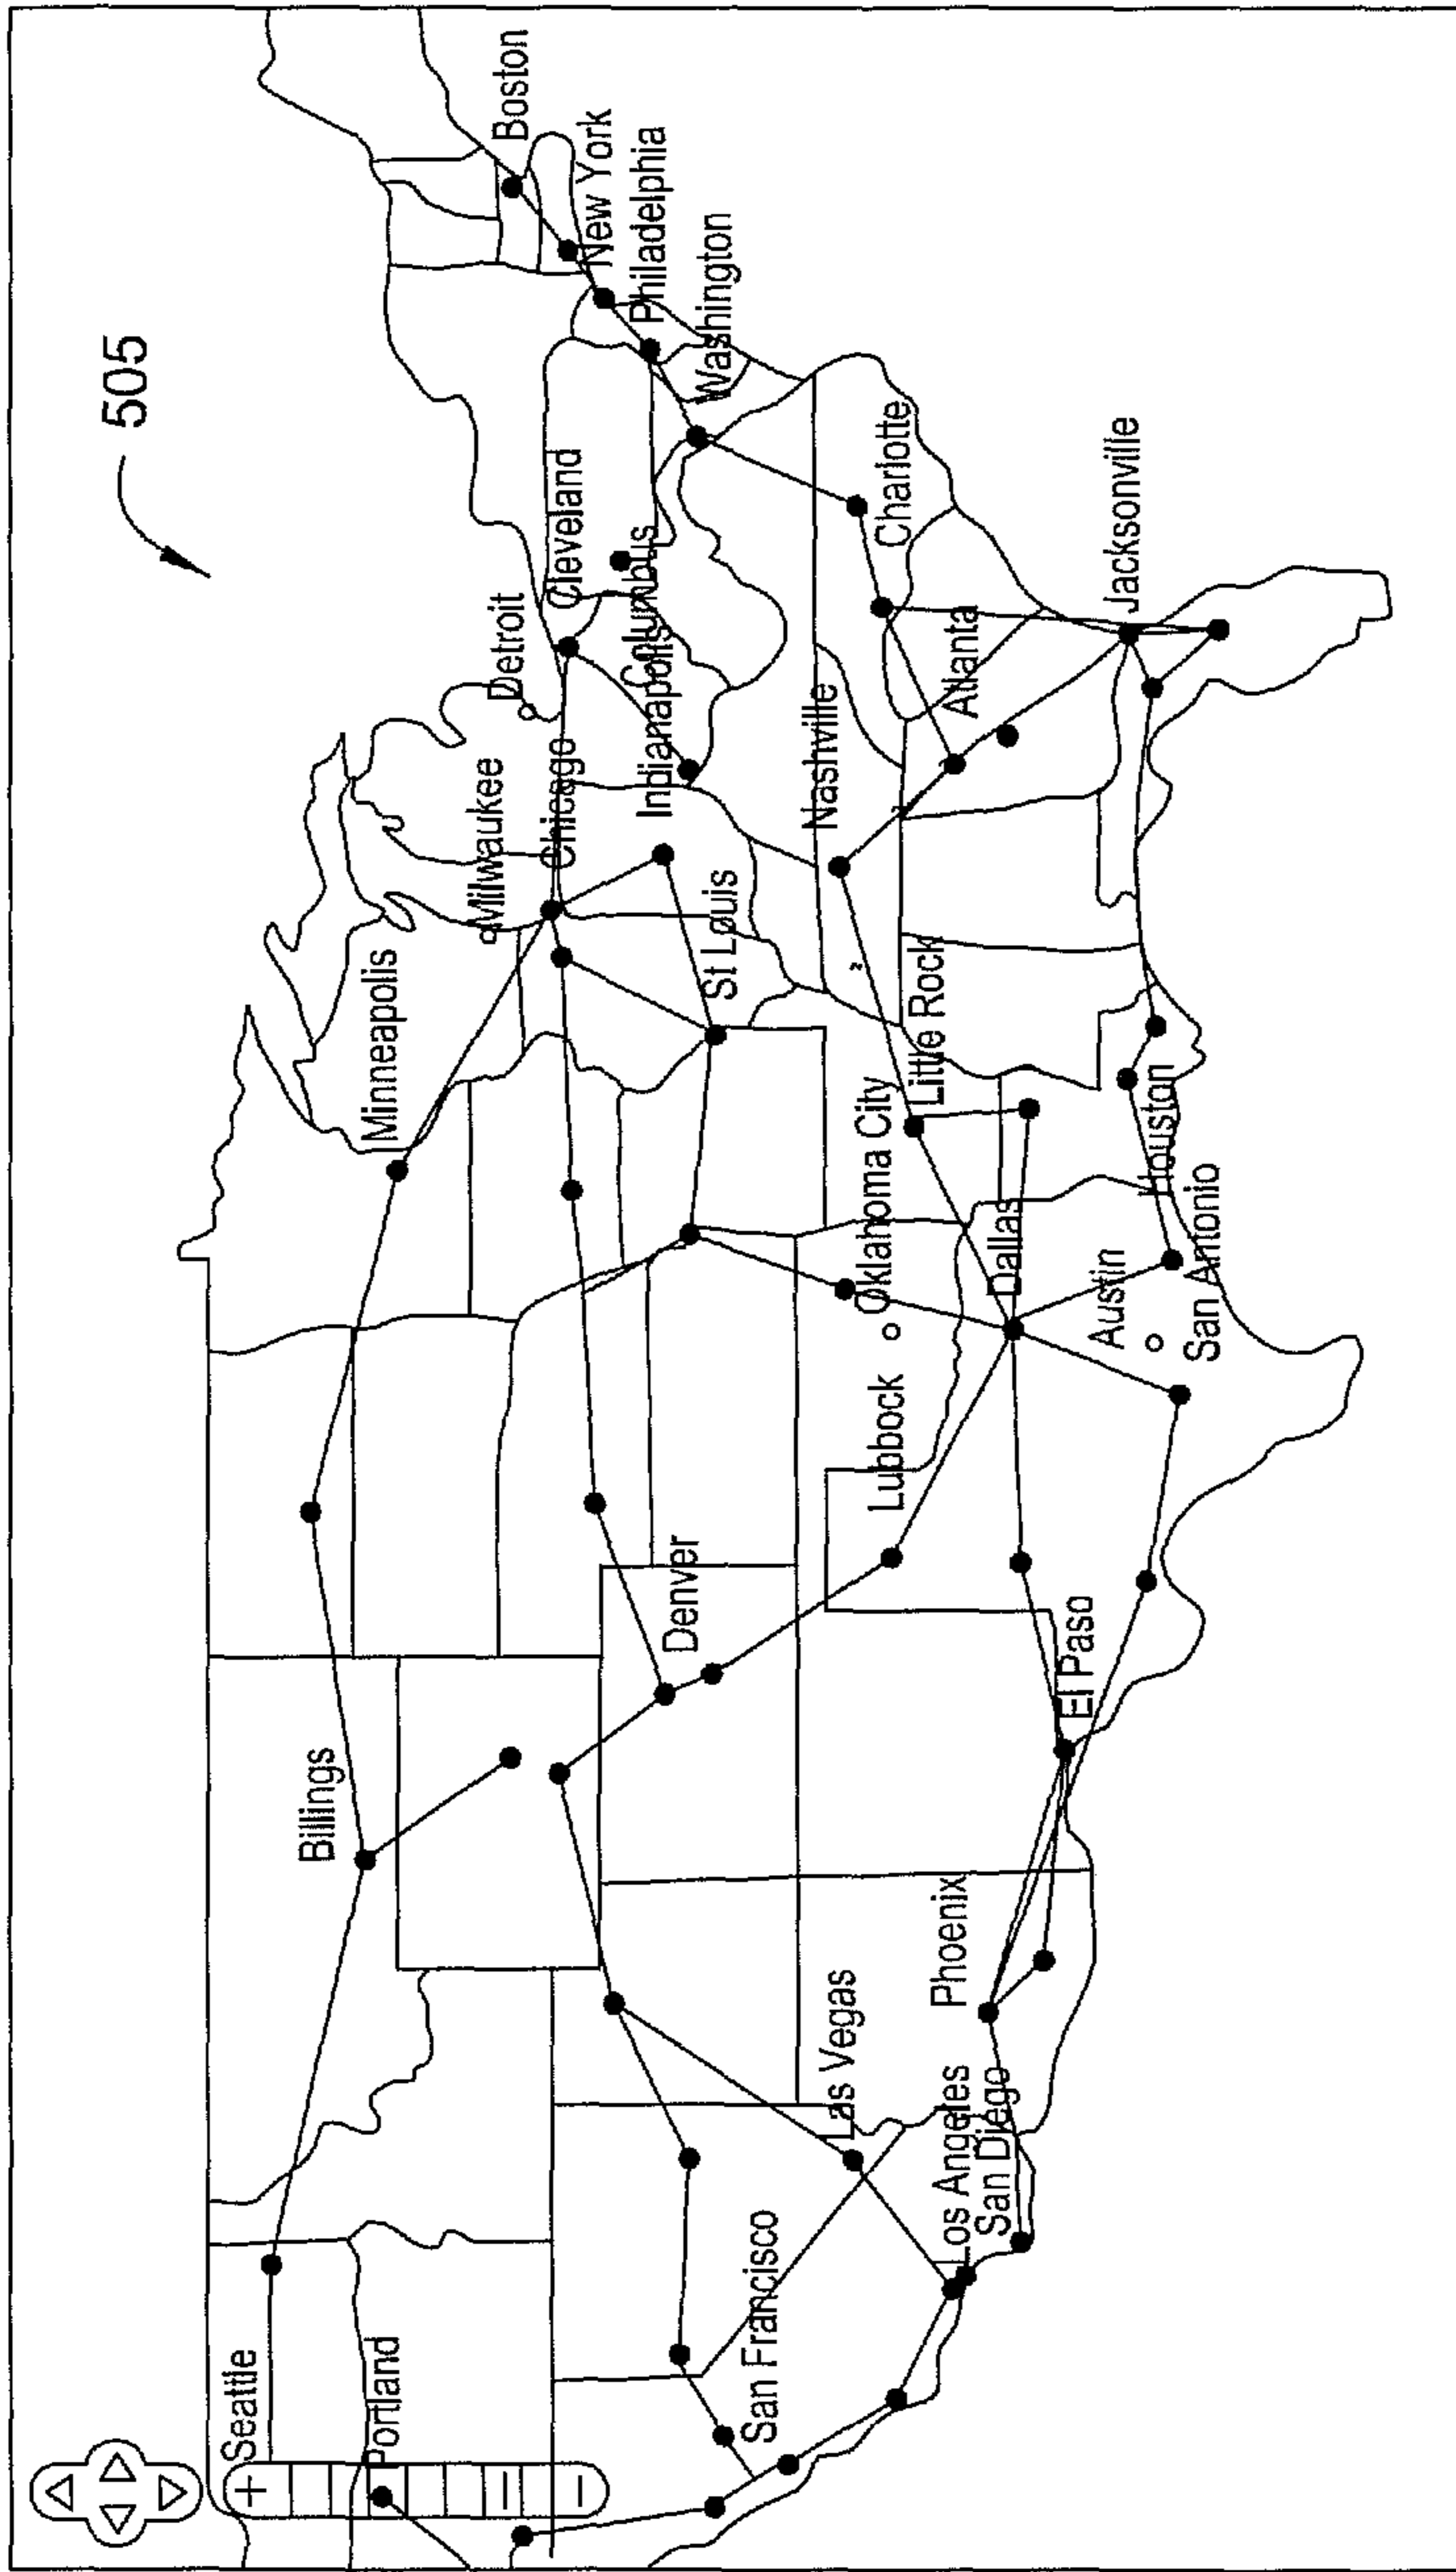 505
Seattle
Portland
Billings
Minneapolis
Milwaukee
Detroit
Chicago
Cleveland
Boston
New York
Philadelphia
Washington
Columbus
Indianapolis
St Louis
Denver
San Francisco
Las Vegas
Los Angeles
San Diego
Phoenix
El Paso
Lubbock
Oklahoma City
Little Rock
Nashville
Charlotte
Atlanta
Jacksonville
Dallas
Austin
Houston
San Antonio